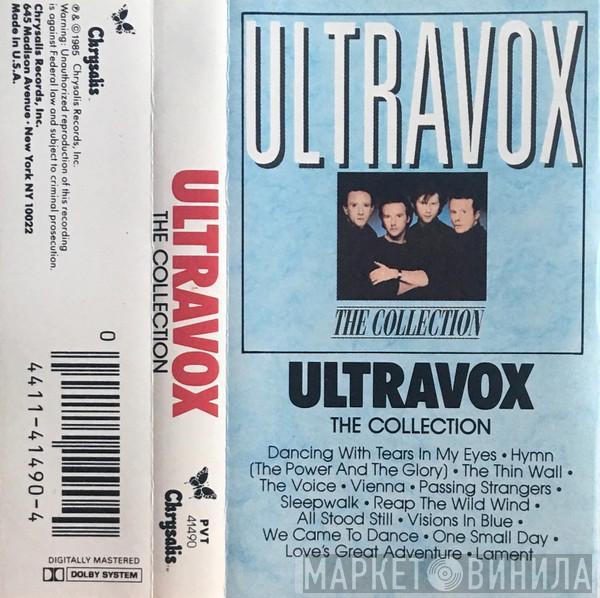 Chrysalis
℗ & © 1985 Chrysalis Records, Inc.
Warning: Unauthorized reproduction of this recording
is against Federal law and subject to criminal prosecution.
Chrysalis Records, Inc.
645 Madison Avenue · New York NY 10022
Made in U.S.A.
0
4411-41490-4
DIGITALLY MASTERED
DOLBY SYSTEM
ULTRAVOX
THE COLLECTION
PVT
41490
Chrysalis
ULTRAVOX
THE COLLECTION
ULTRAVOX
THE COLLECTION
Dancing With Tears In My Eyes • Hymn
(The Power And The Glory) • The Thin Wall •
The Voice • Vienna • Passing Strangers •
Sleepwalk • Reap The Wild Wind •
All Stood Still • Visions In Blue •
We Came To Dance • One Small Day •
Love's Great Adventure • Lament
МАРКЕТ ВИНИЛА